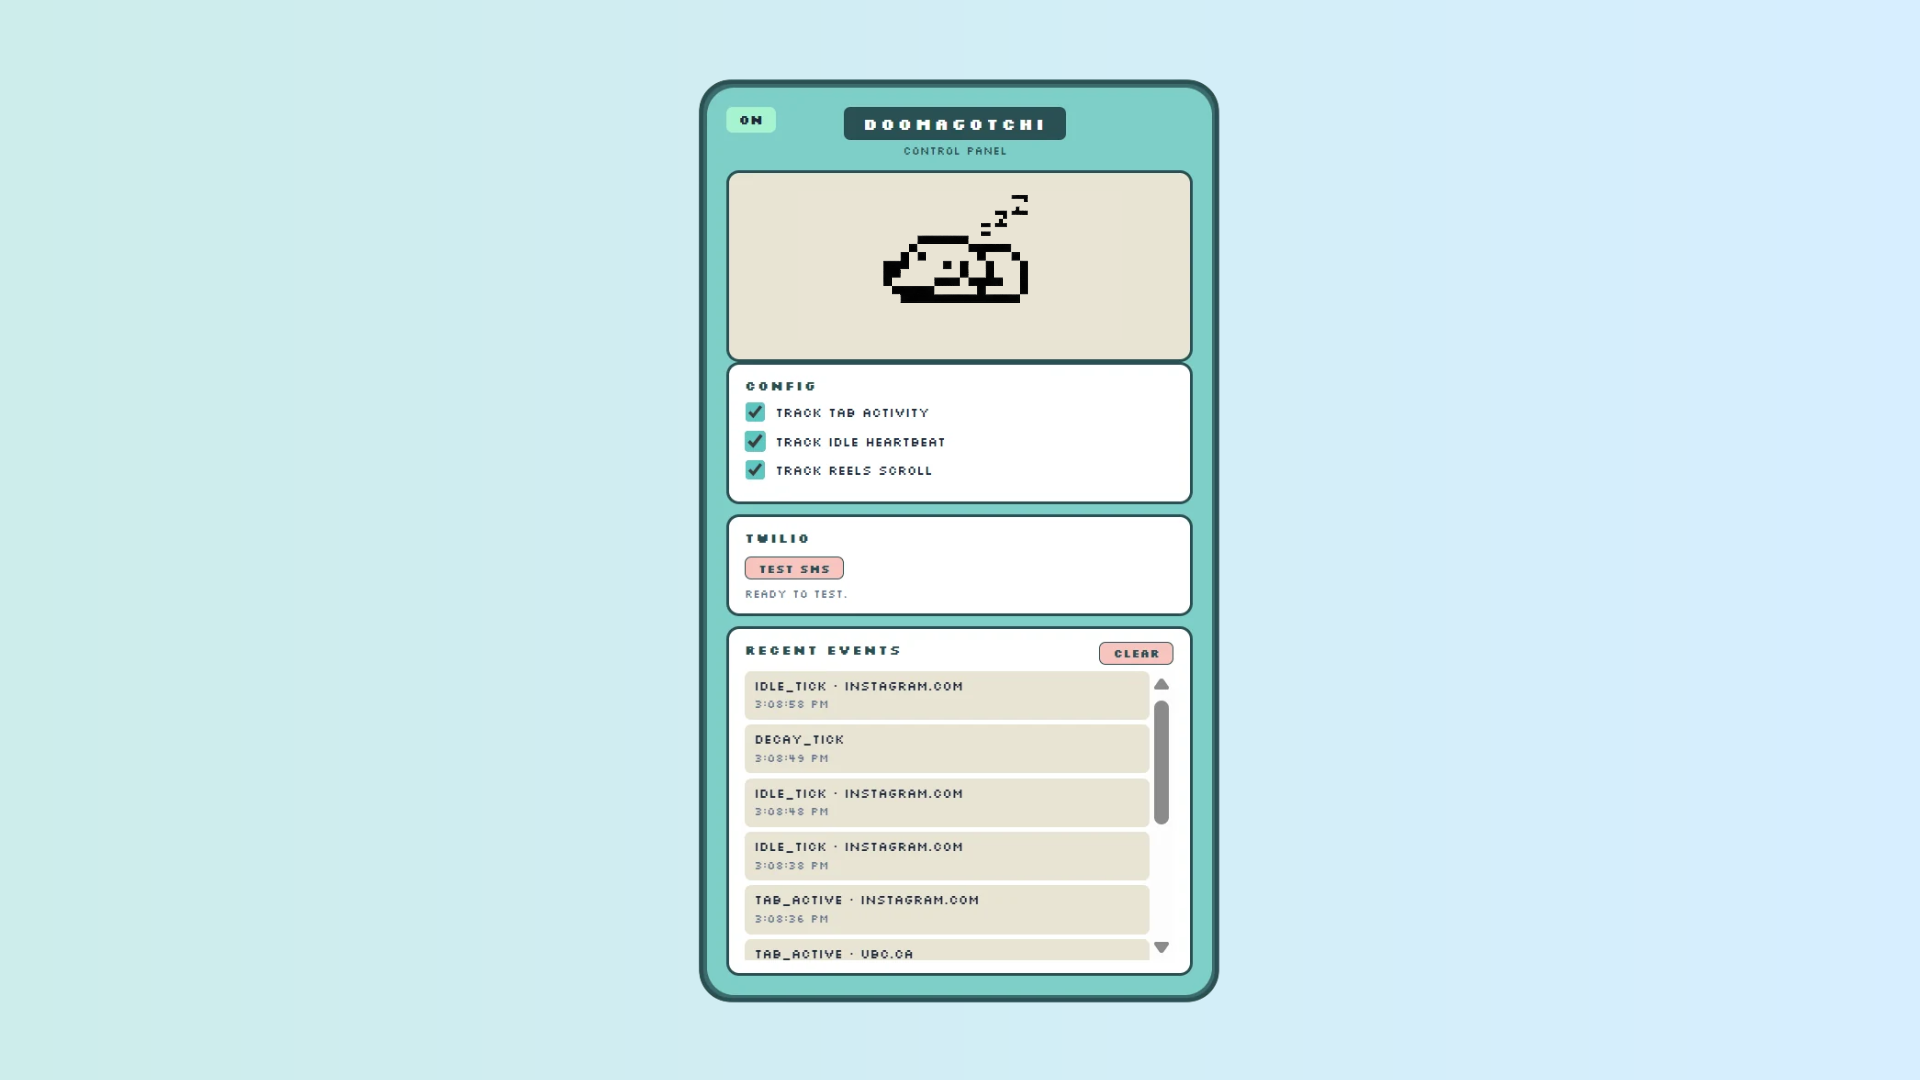 ON
DOOMAGOTCHI
CONTROL PANEL
CONFIG
TRACK TAB ACTIVITY
TRACK IDLE HEARTBEAT
TRACK REELS SCROLL
TWILIO
TEST SMS
READY TO TEST.
RECENT EVENTS
CLEAR
IDLE_TICK · INSTAGRAM.COM
3:08:58 PM
DECAY_TICK
3:08:49 PM
IDLE_TICK · INSTAGRAM.COM
3:08:48 PM
IDLE_TICK · INSTAGRAM.COM
3:08:38 PM
TAB_ACTIVE · INSTAGRAM.COM
3:08:36 PM
TAB_ACTIVE · UBC.CA